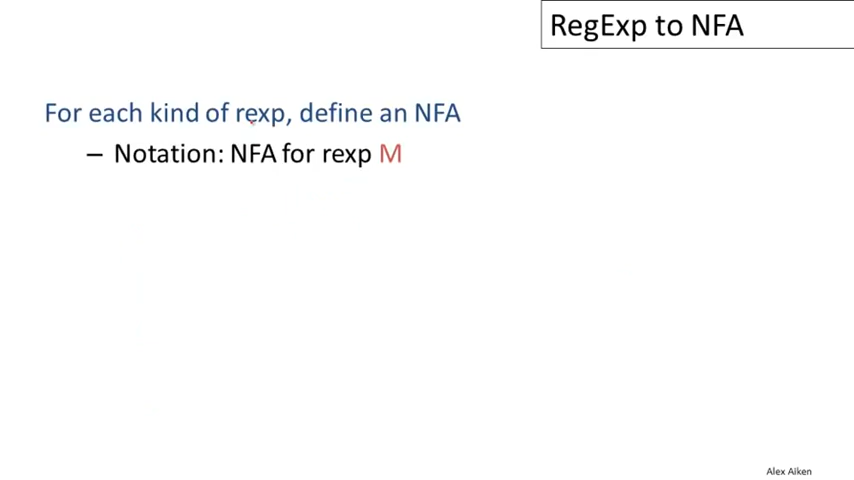 RegExp to NFA
For each kind of rexp, define an NFA
– Notation: NFA for rexp M
Alex Aiken